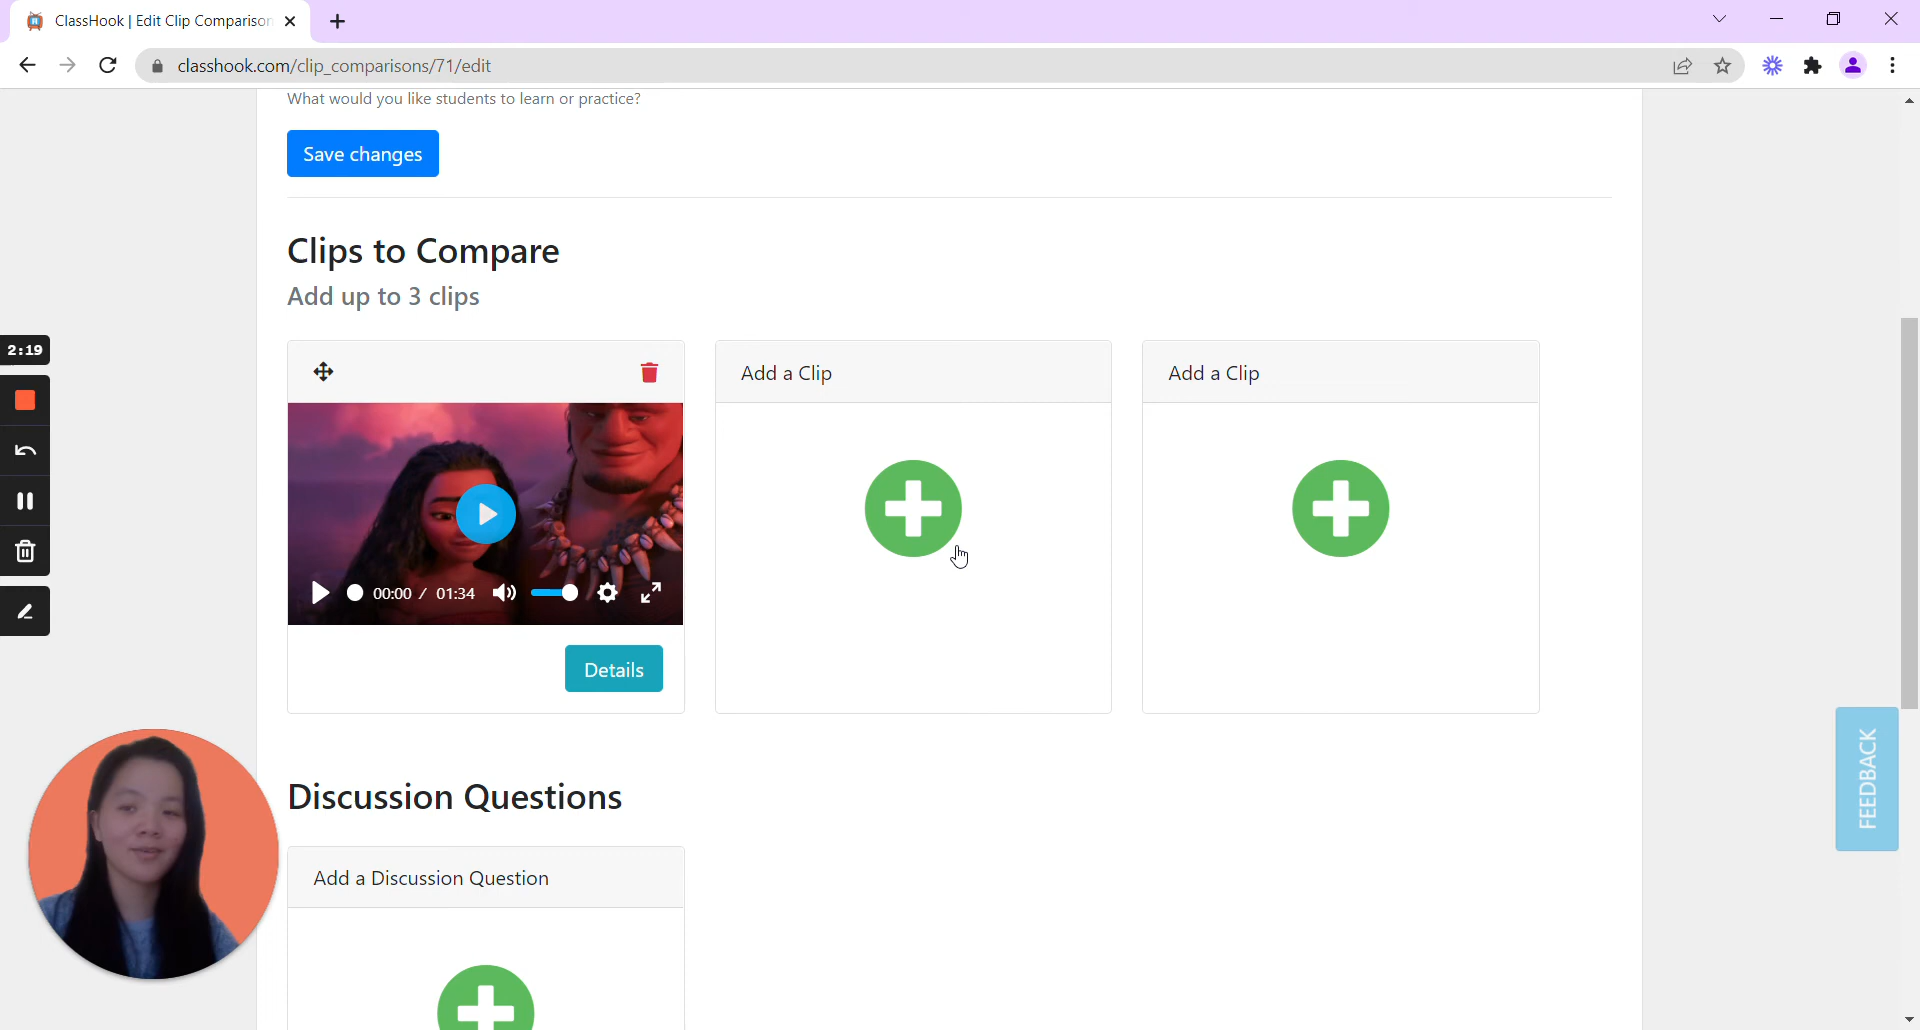 ClassHook | Edit Clip Comparison
classhook.com/clip_comparisons/71/edit
What would you like students to learn or practice?
Save changes
Clips to Compare
Add up to 3 clips
2:19
Add a Clip
Add a Clip
00:00 / 01:34
Details
FEEDBACK
Discussion Questions
Add a Discussion Question